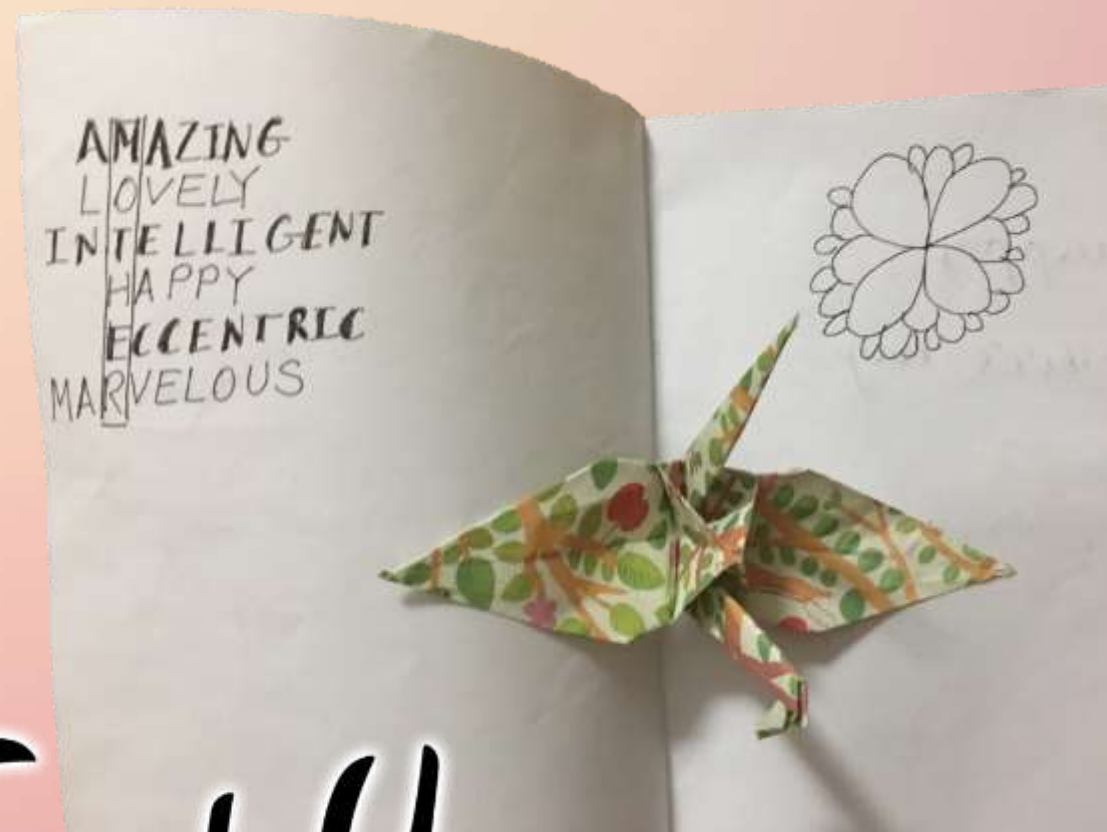 AMAZING
LOVELY
INTELLIGENT
HAPPY
ECCENTRIC
MARVELOUS